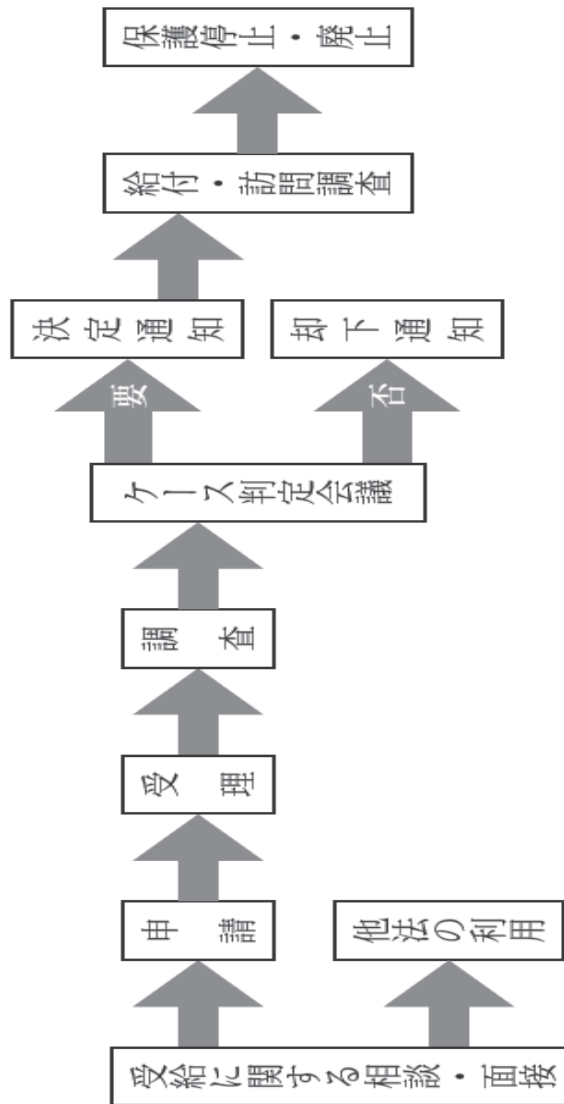 受給に関する相談・面接
申請
他法の利用
受理
調査
ケース判定会議
要
否
決定通知
却下通知
給付・訪問調査
保護停止・廃止